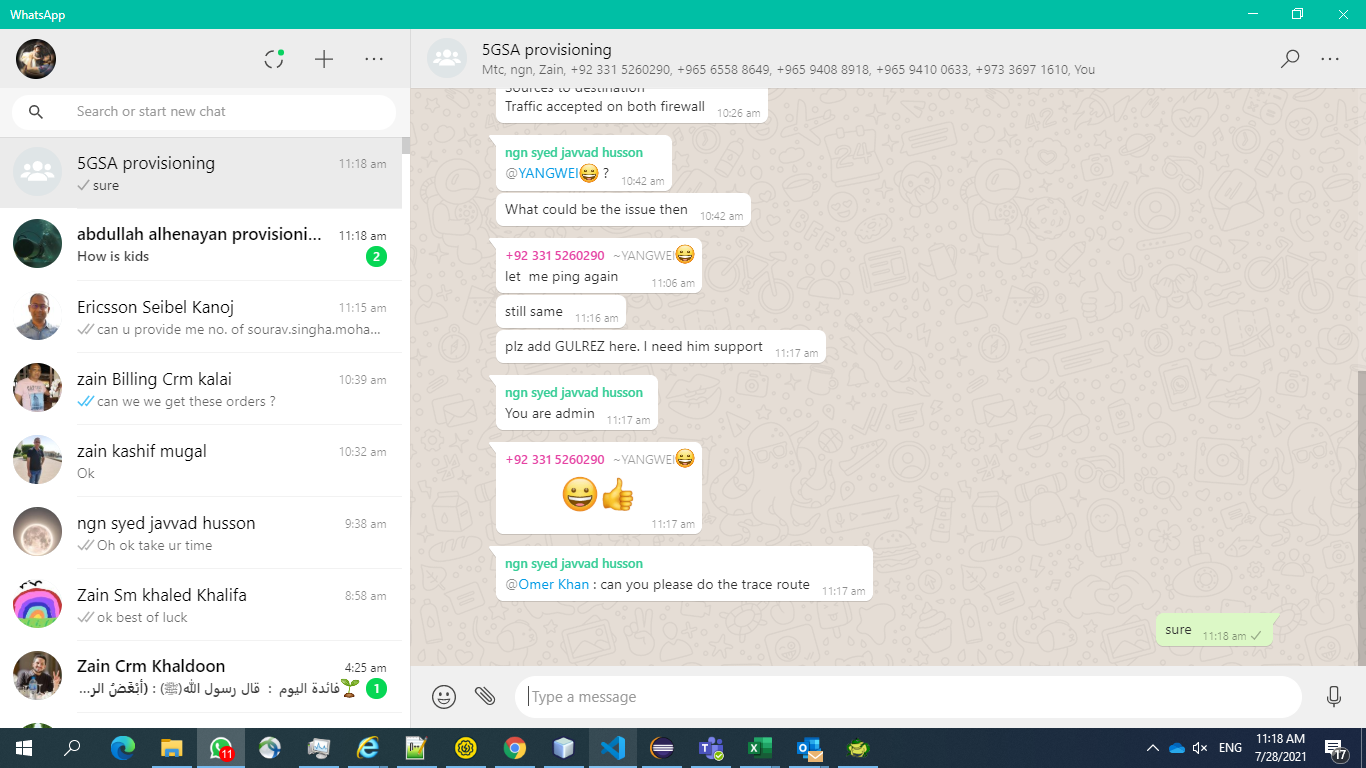 WhatsApp
Search or start new chat
5GSA provisioning
11:18 am
sure
abdullah alhenayan provisioni...
11:18 am
How is kids
2
Ericsson Seibel Kanoj
11:15 am
can u provide me no. of sourav.singha.moha...
zain Billing Crm kalai
10:39 am
can we we get these orders ?
zain kashif mugal
10:32 am
Ok
ngn syed javvad husson
9:38 am
Oh ok take ur time
Zain Sm khaled Khalifa
8:58 am
ok best of luck
Zain Crm Khaldoon
4:25 am
فائدة اليوم : قال رسول الله(ﷺ) : (أبْغَضُ الر...
1
5GSA provisioning
Mtc, ngn, Zain, +92 331 5260290, +965 6558 8649, +965 9408 8918, +965 9410 0633, +973 3697 1610, You
Sources to destination
Traffic accepted on both firewall 10:26 am
ngn syed javvad husson
@YANGWEI😀 ?
10:42 am
What could be the issue then 10:42 am
+92 331 5260290 ~YANGWEI😀
let me ping again
11:06 am
still same 11:16 am
plz add GULREZ here. I need him support 11:17 am
ngn syed javvad husson
You are admin 11:17 am
+92 331 5260290 ~YANGWEI😀
😀👍
11:17 am
ngn syed javvad husson
@Omer Khan : can you please do the trace route 11:17 am
sure 11:18 am
Type a message
11
ENG
11:18 AM
7/28/2021
17